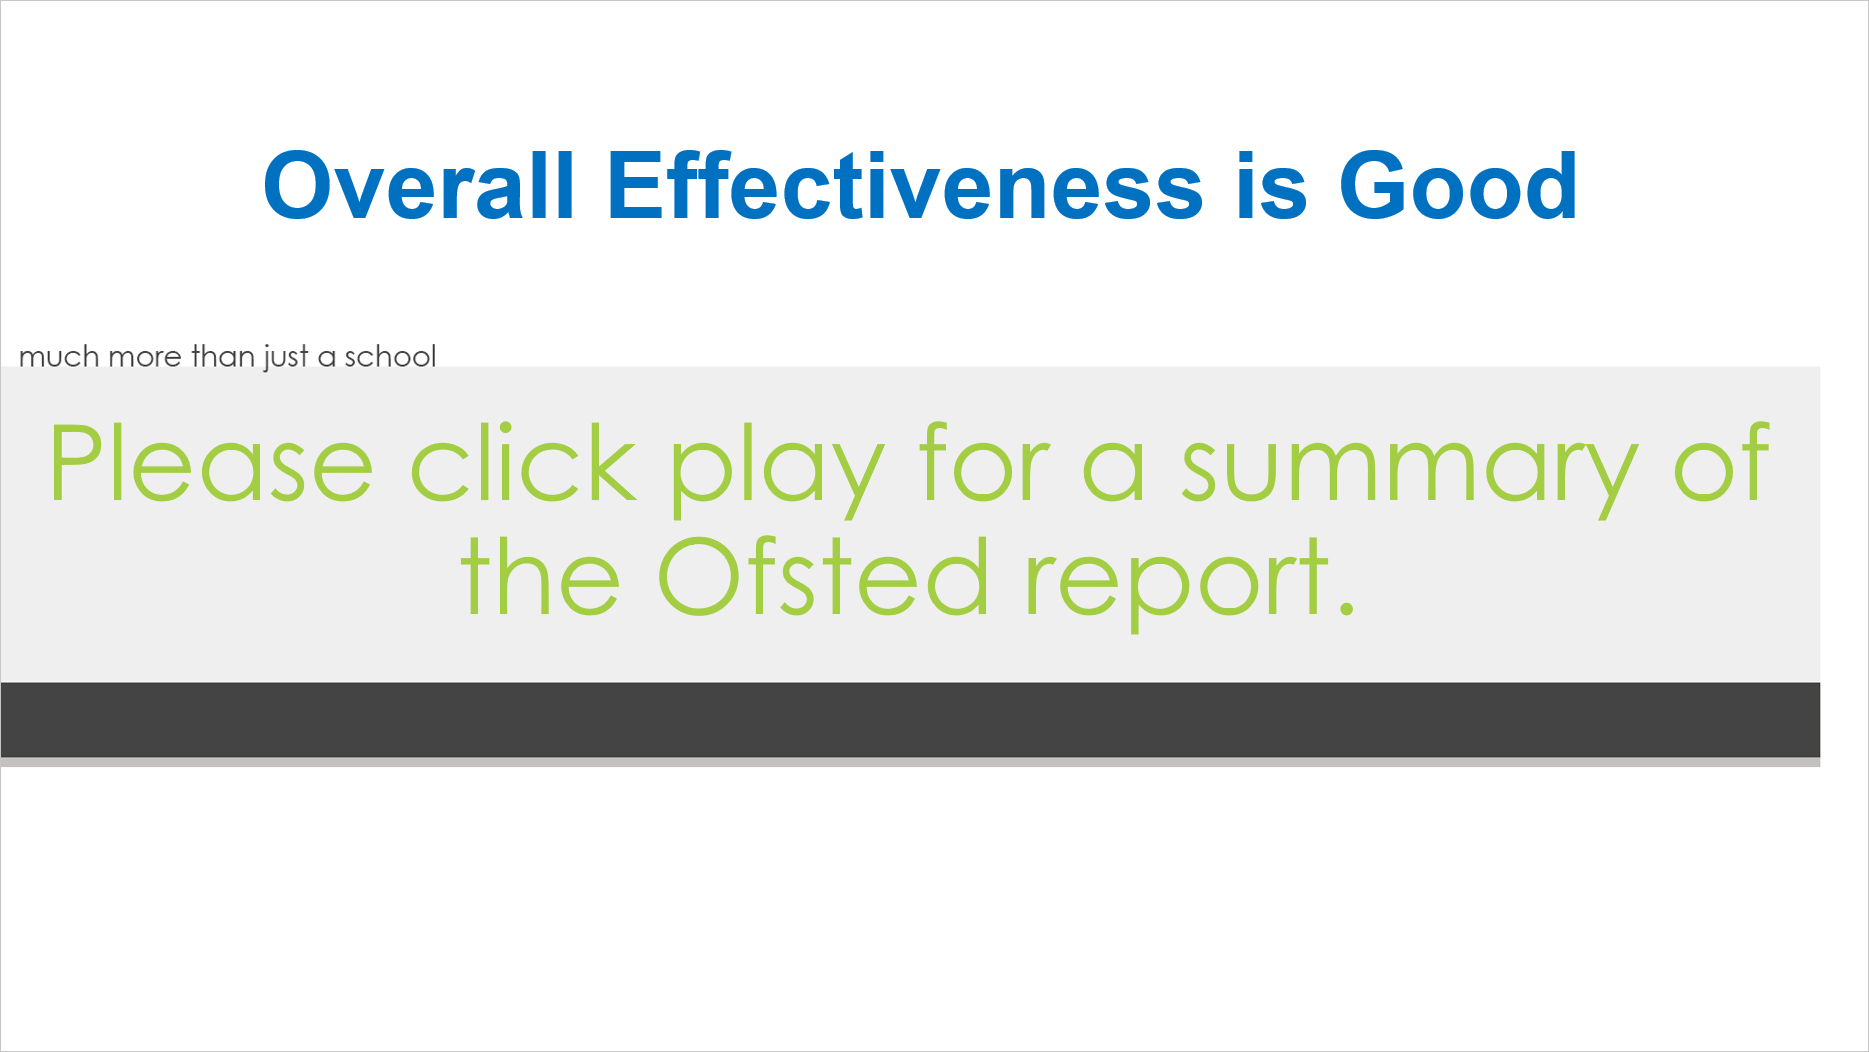 Overall Effectiveness is Good
much more than just a school
Please click play for a summary of
the Ofsted report.